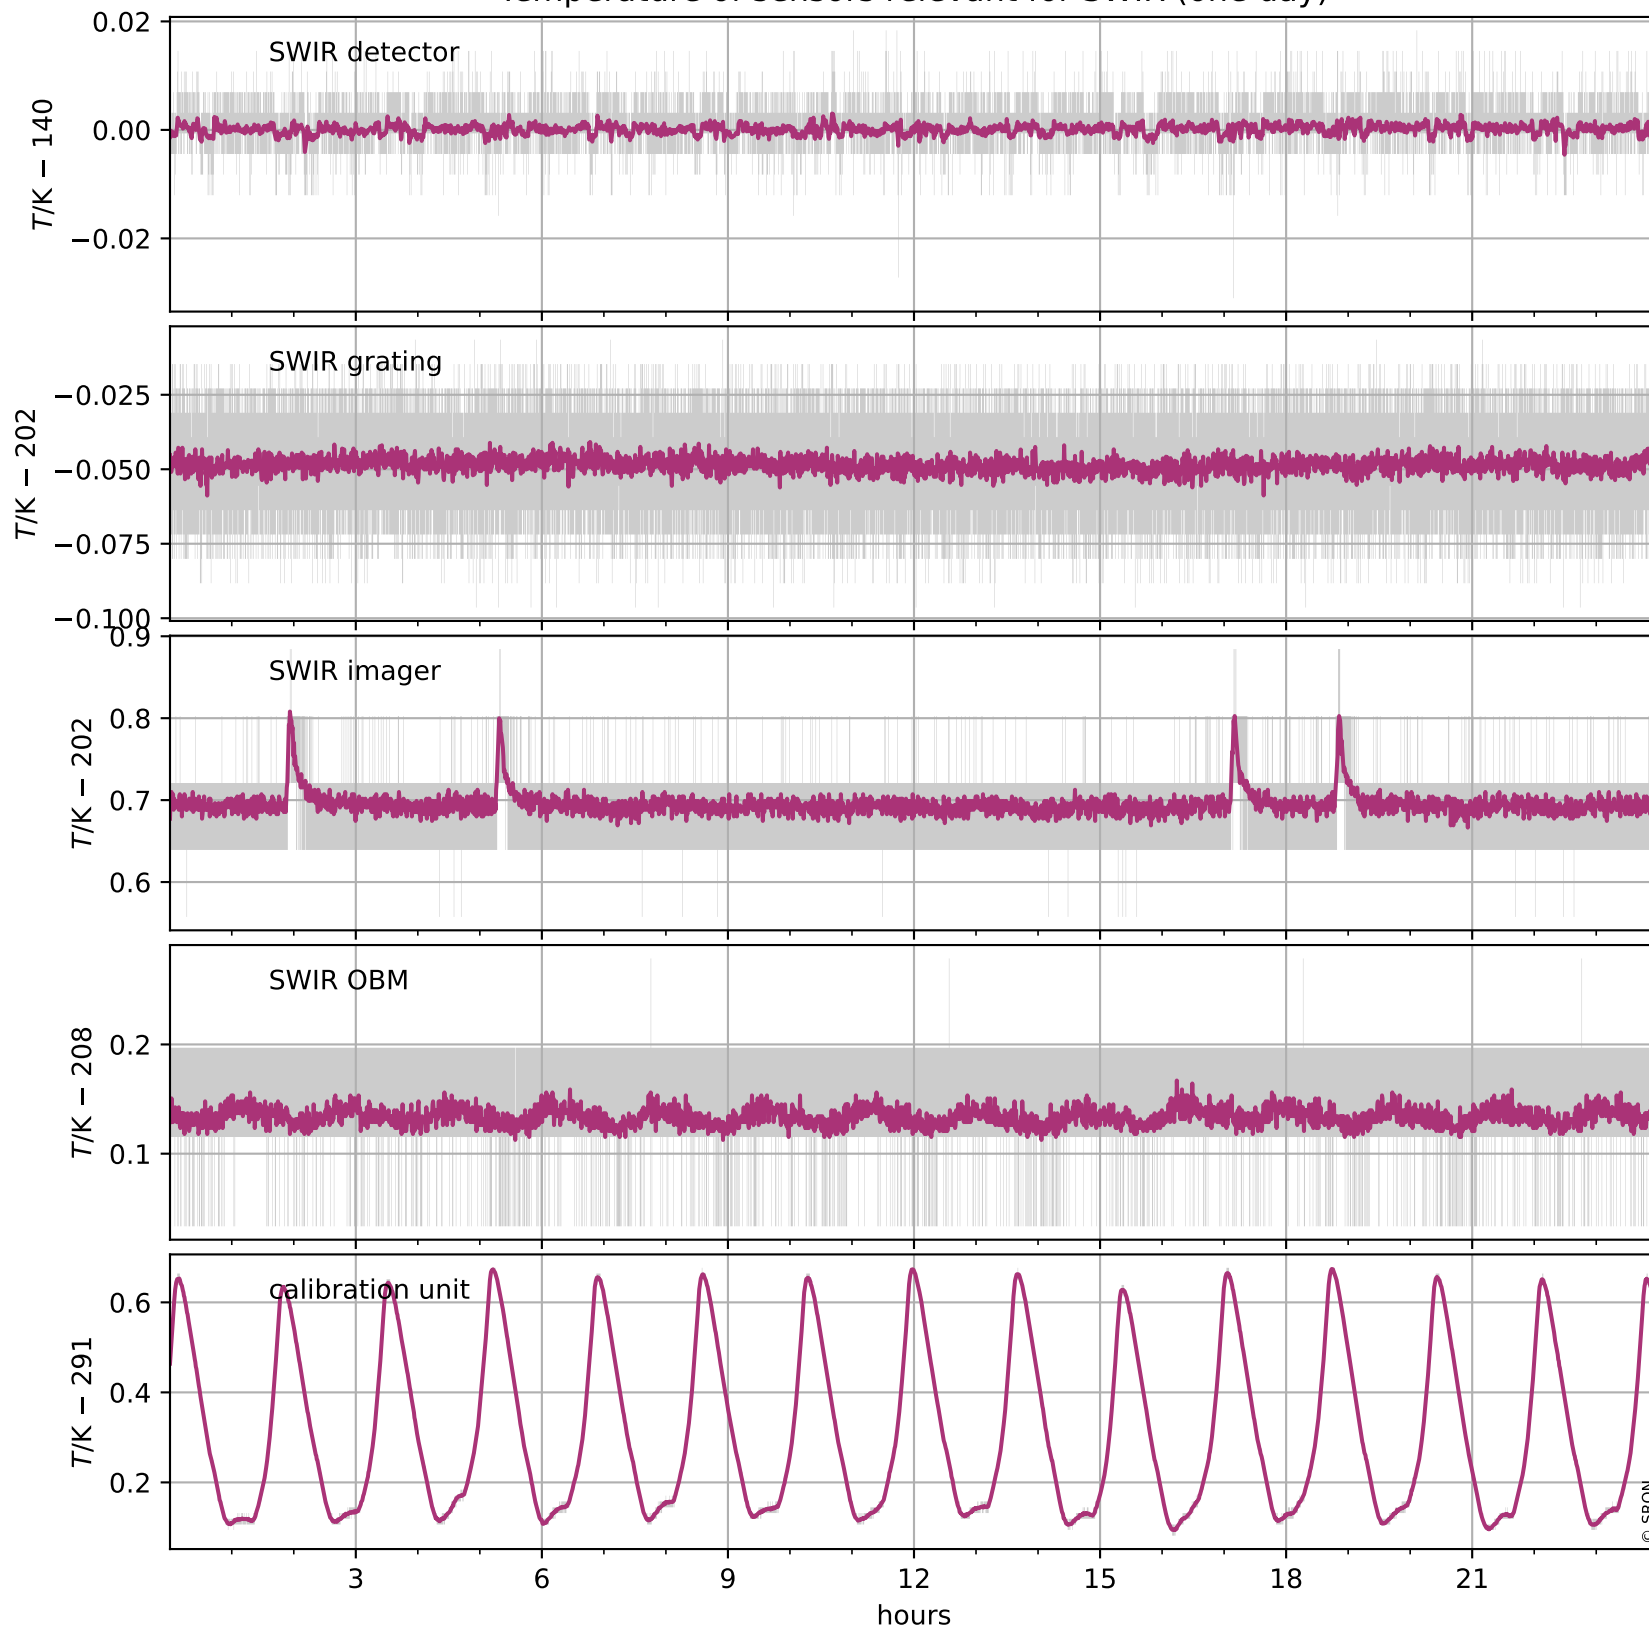 0.02
SWIR detector
0.00
−0.02
T/K − 140
SWIR grating
−0.025
−0.050
−0.075
−0.100
T/K − 202
0.9
SWIR imager
0.8
0.7
0.6
T/K − 202
SWIR OBM
0.2
0.1
T/K − 208
calibration unit
0.6
0.4
0.2
T/K − 291
3 6 9 12 15 18 21
hours